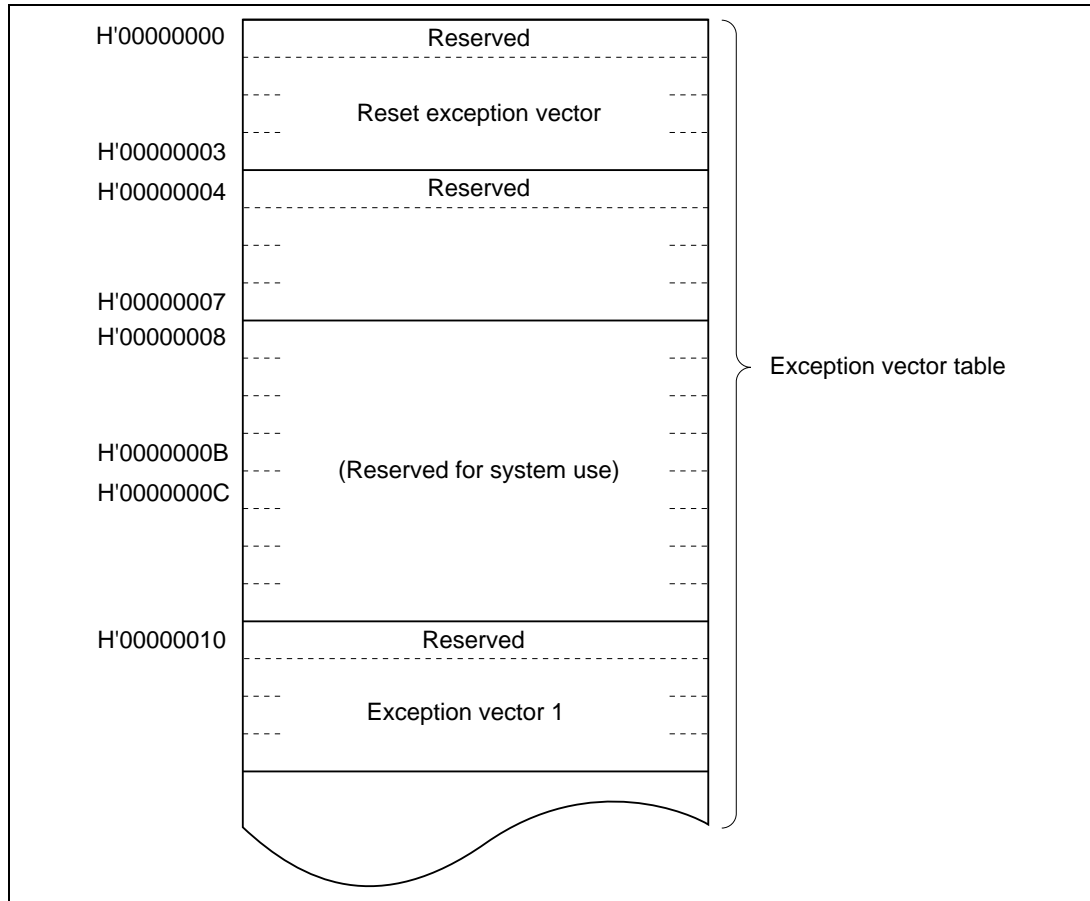 H'00000000 Reserved
Reset exception vector
H'00000003
H'00000004 Reserved
H'00000007
H'00000008
Exception vector table
H'0000000B
(Reserved for system use)
H'0000000C
H'00000010 Reserved
Exception vector 1